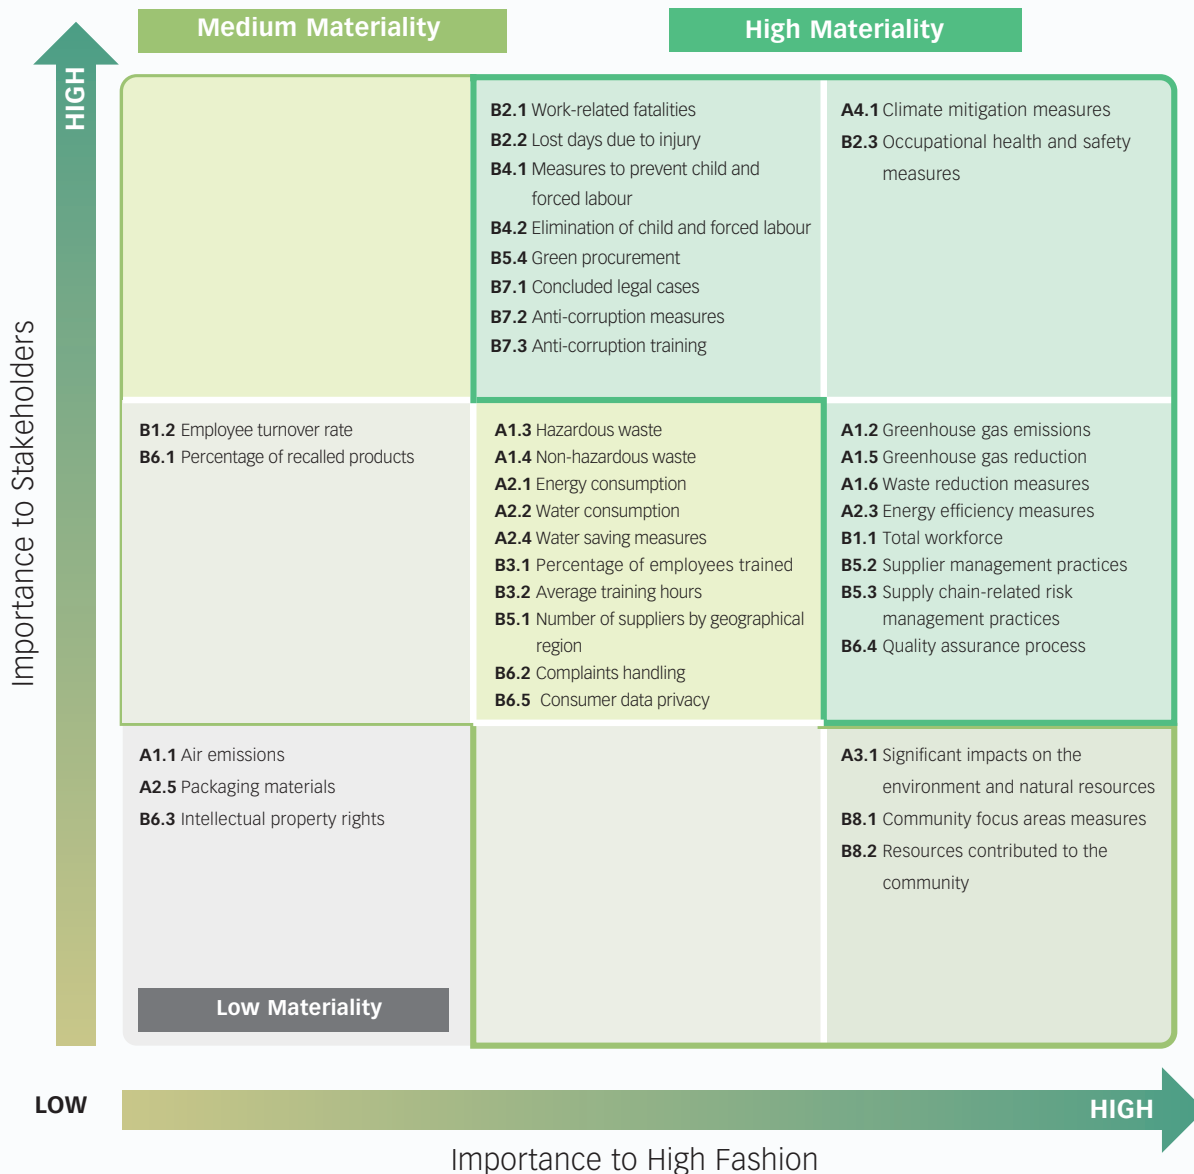 Medium Materiality
High Materiality
HIGH
Importance to Stakeholders
B2.1 Work-related fatalities
B2.2 Lost days due to injury
B4.1 Measures to prevent child and
forced labour
B4.2 Elimination of child and forced labour
B5.4 Green procurement
B7.1 Concluded legal cases
B7.2 Anti-corruption measures
B7.3 Anti-corruption training
A4.1 Climate mitigation measures
B2.3 Occupational health and safety
measures
B1.2 Employee turnover rate
B6.1 Percentage of recalled products
A1.3 Hazardous waste
A1.4 Non-hazardous waste
A2.1 Energy consumption
A2.2 Water consumption
A2.4 Water saving measures
B3.1 Percentage of employees trained
B3.2 Average training hours
B5.1 Number of suppliers by geographical
region
B6.2 Complaints handling
B6.5 Consumer data privacy
A1.2 Greenhouse gas emissions
A1.5 Greenhouse gas reduction
A1.6 Waste reduction measures
A2.3 Energy efficiency measures
B1.1 Total workforce
B5.2 Supplier management practices
B5.3 Supply chain-related risk
management practices
B6.4 Quality assurance process
A1.1 Air emissions
A2.5 Packaging materials
B6.3 Intellectual property rights
Low Materiality
A3.1 Significant impacts on the
environment and natural resources
B8.1 Community focus areas measures
B8.2 Resources contributed to the
community
LOW
HIGH
Importance to High Fashion